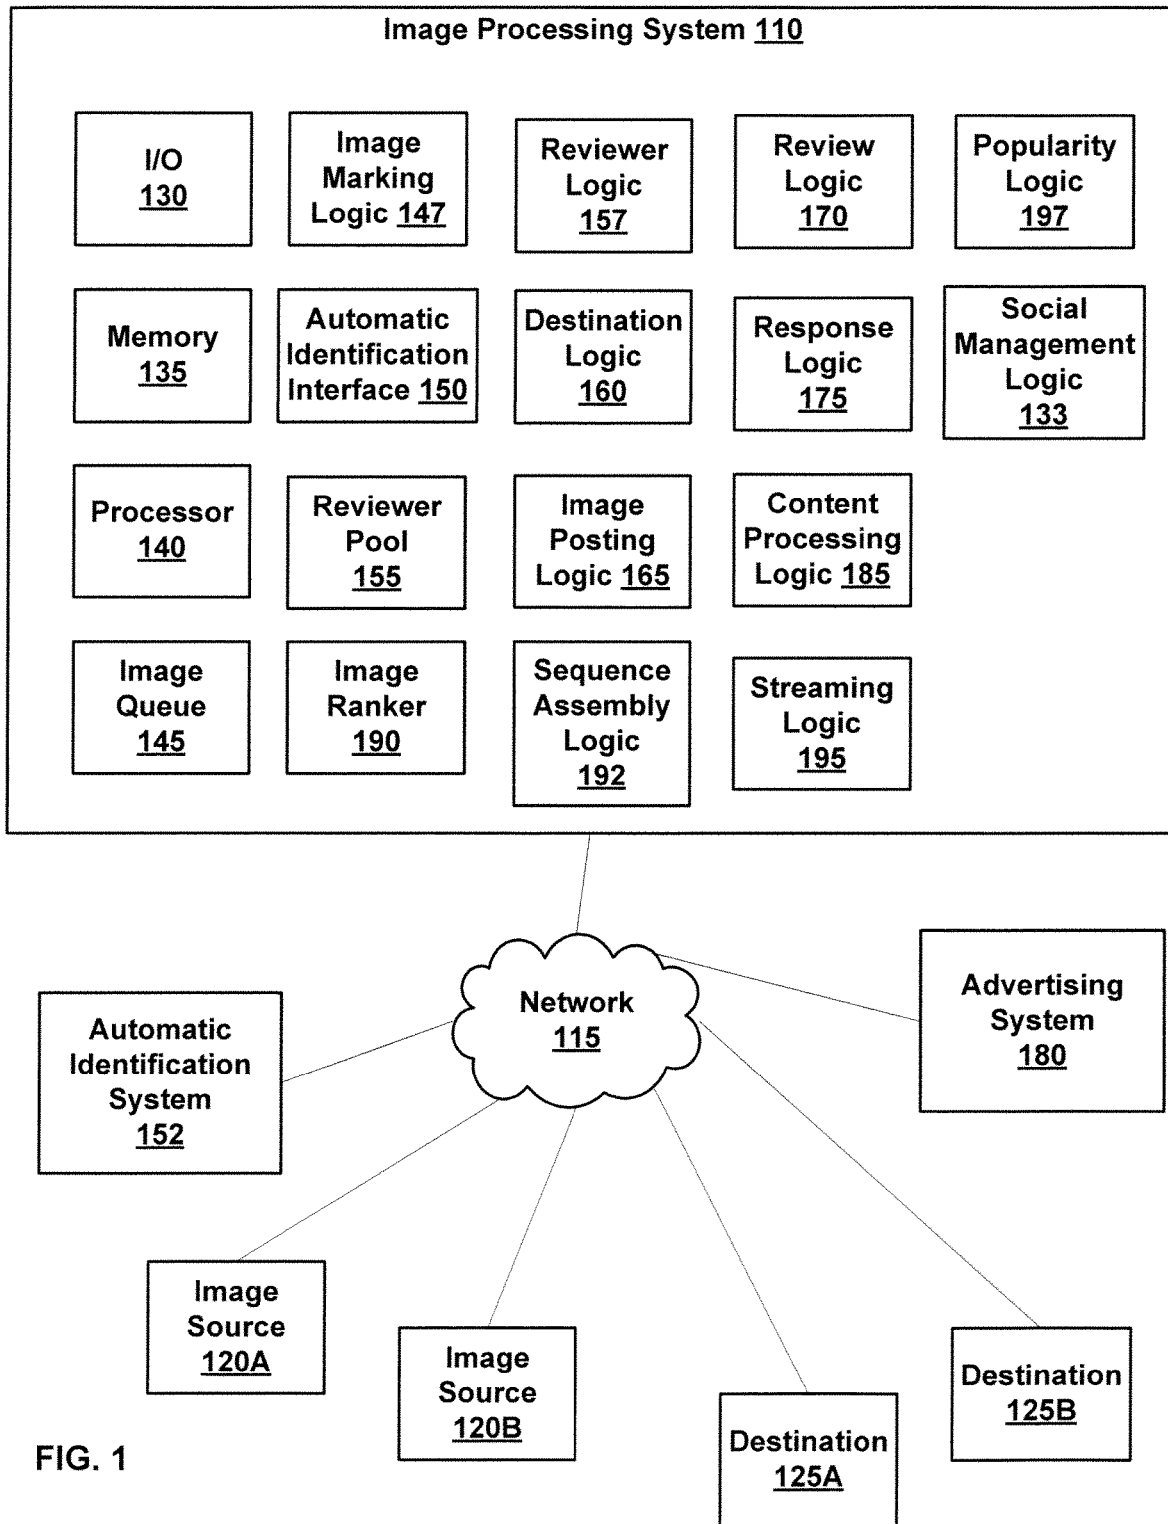 Image Processing System 110
I/O
130
Image
Marking
Logic 147
Reviewer
Logic
157
Review
Logic
170
Popularity
Logic
197
Memory
135
Automatic
Identification
Interface 150
Destination
Logic
160
Response
Logic
175
Social
Management
Logic
133
Processor
140
Reviewer
Pool
155
Image
Posting
Logic 165
Content
Processing
Logic 185
Image
Queue
145
Image
Ranker
190
Sequence
Assembly
Logic
192
Streaming
Logic
195
Network
115
Advertising
System
180
Automatic
Identification
System
152
Image
Source
120A
Image
Source
120B
Destination
125A
Destination
125B
FIG. 1